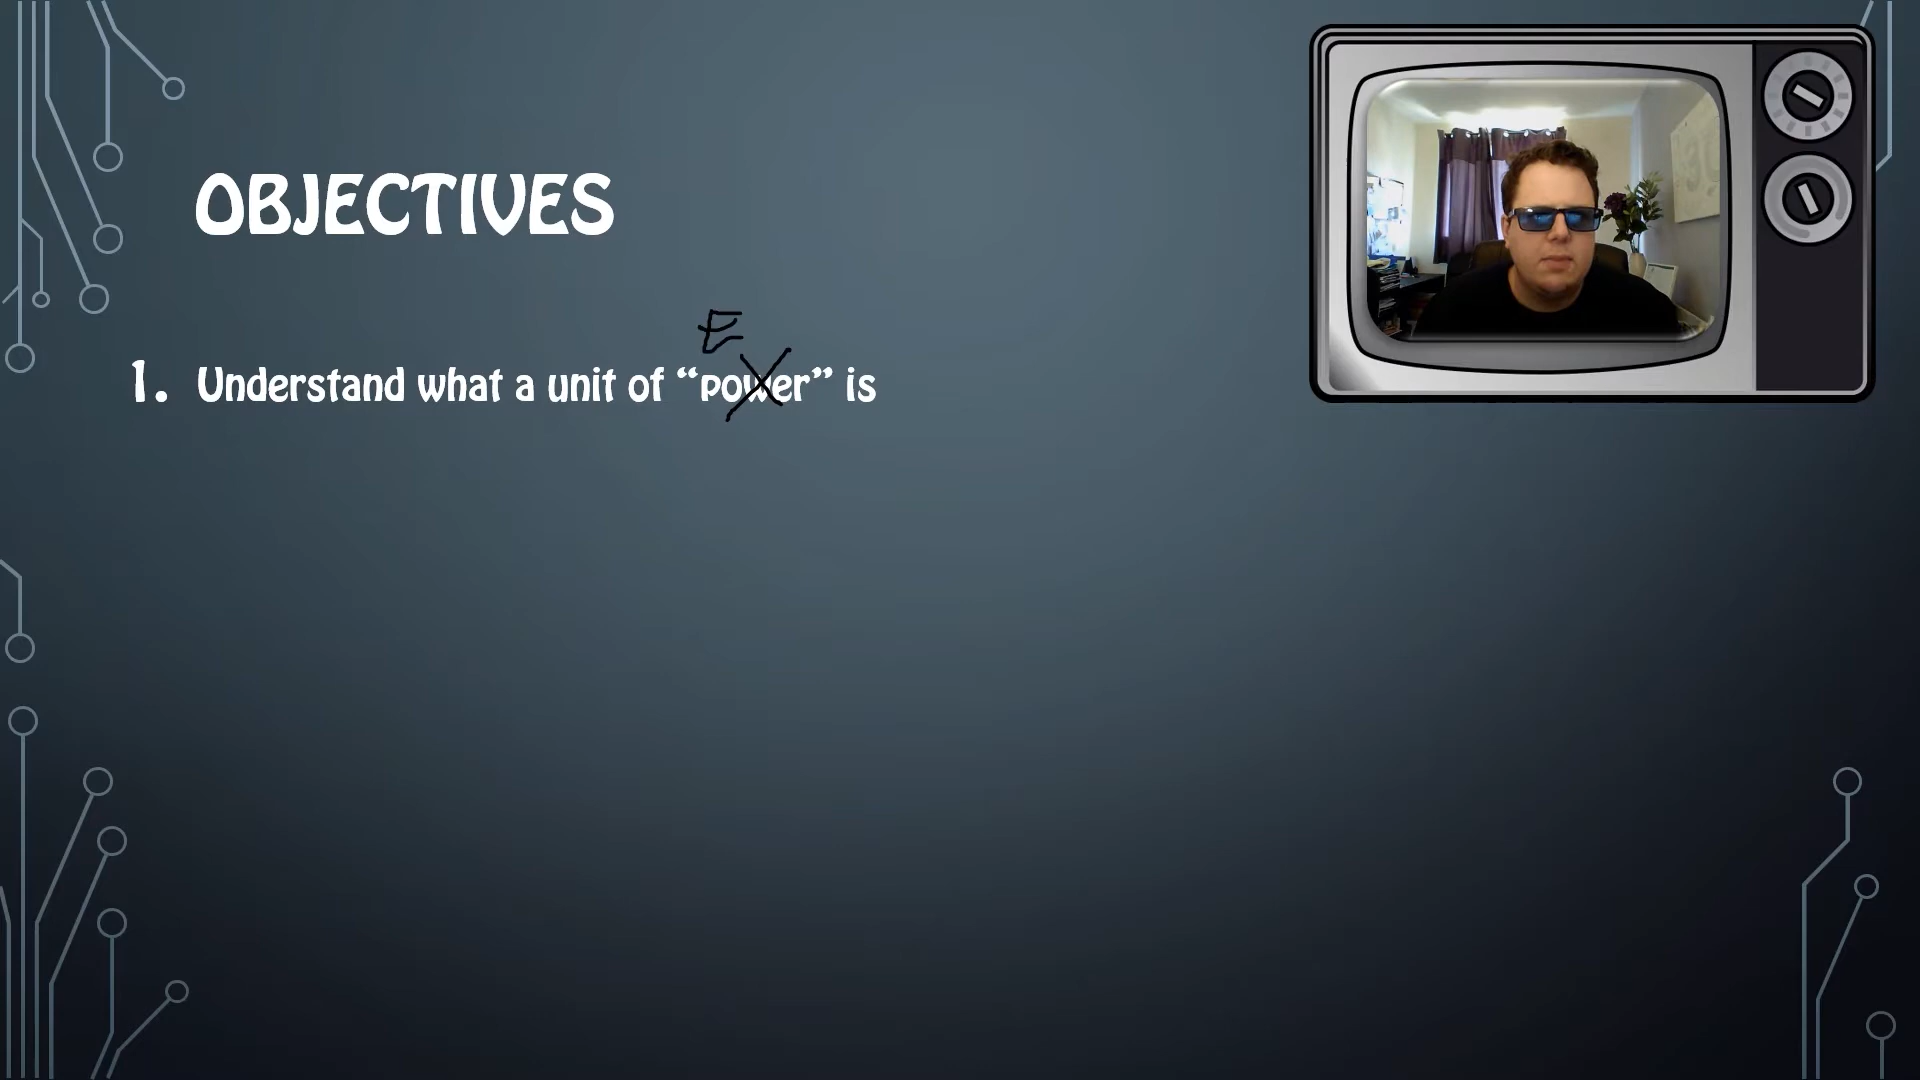 OBJECTIVES
E
1. Understand what a unit of “power” is